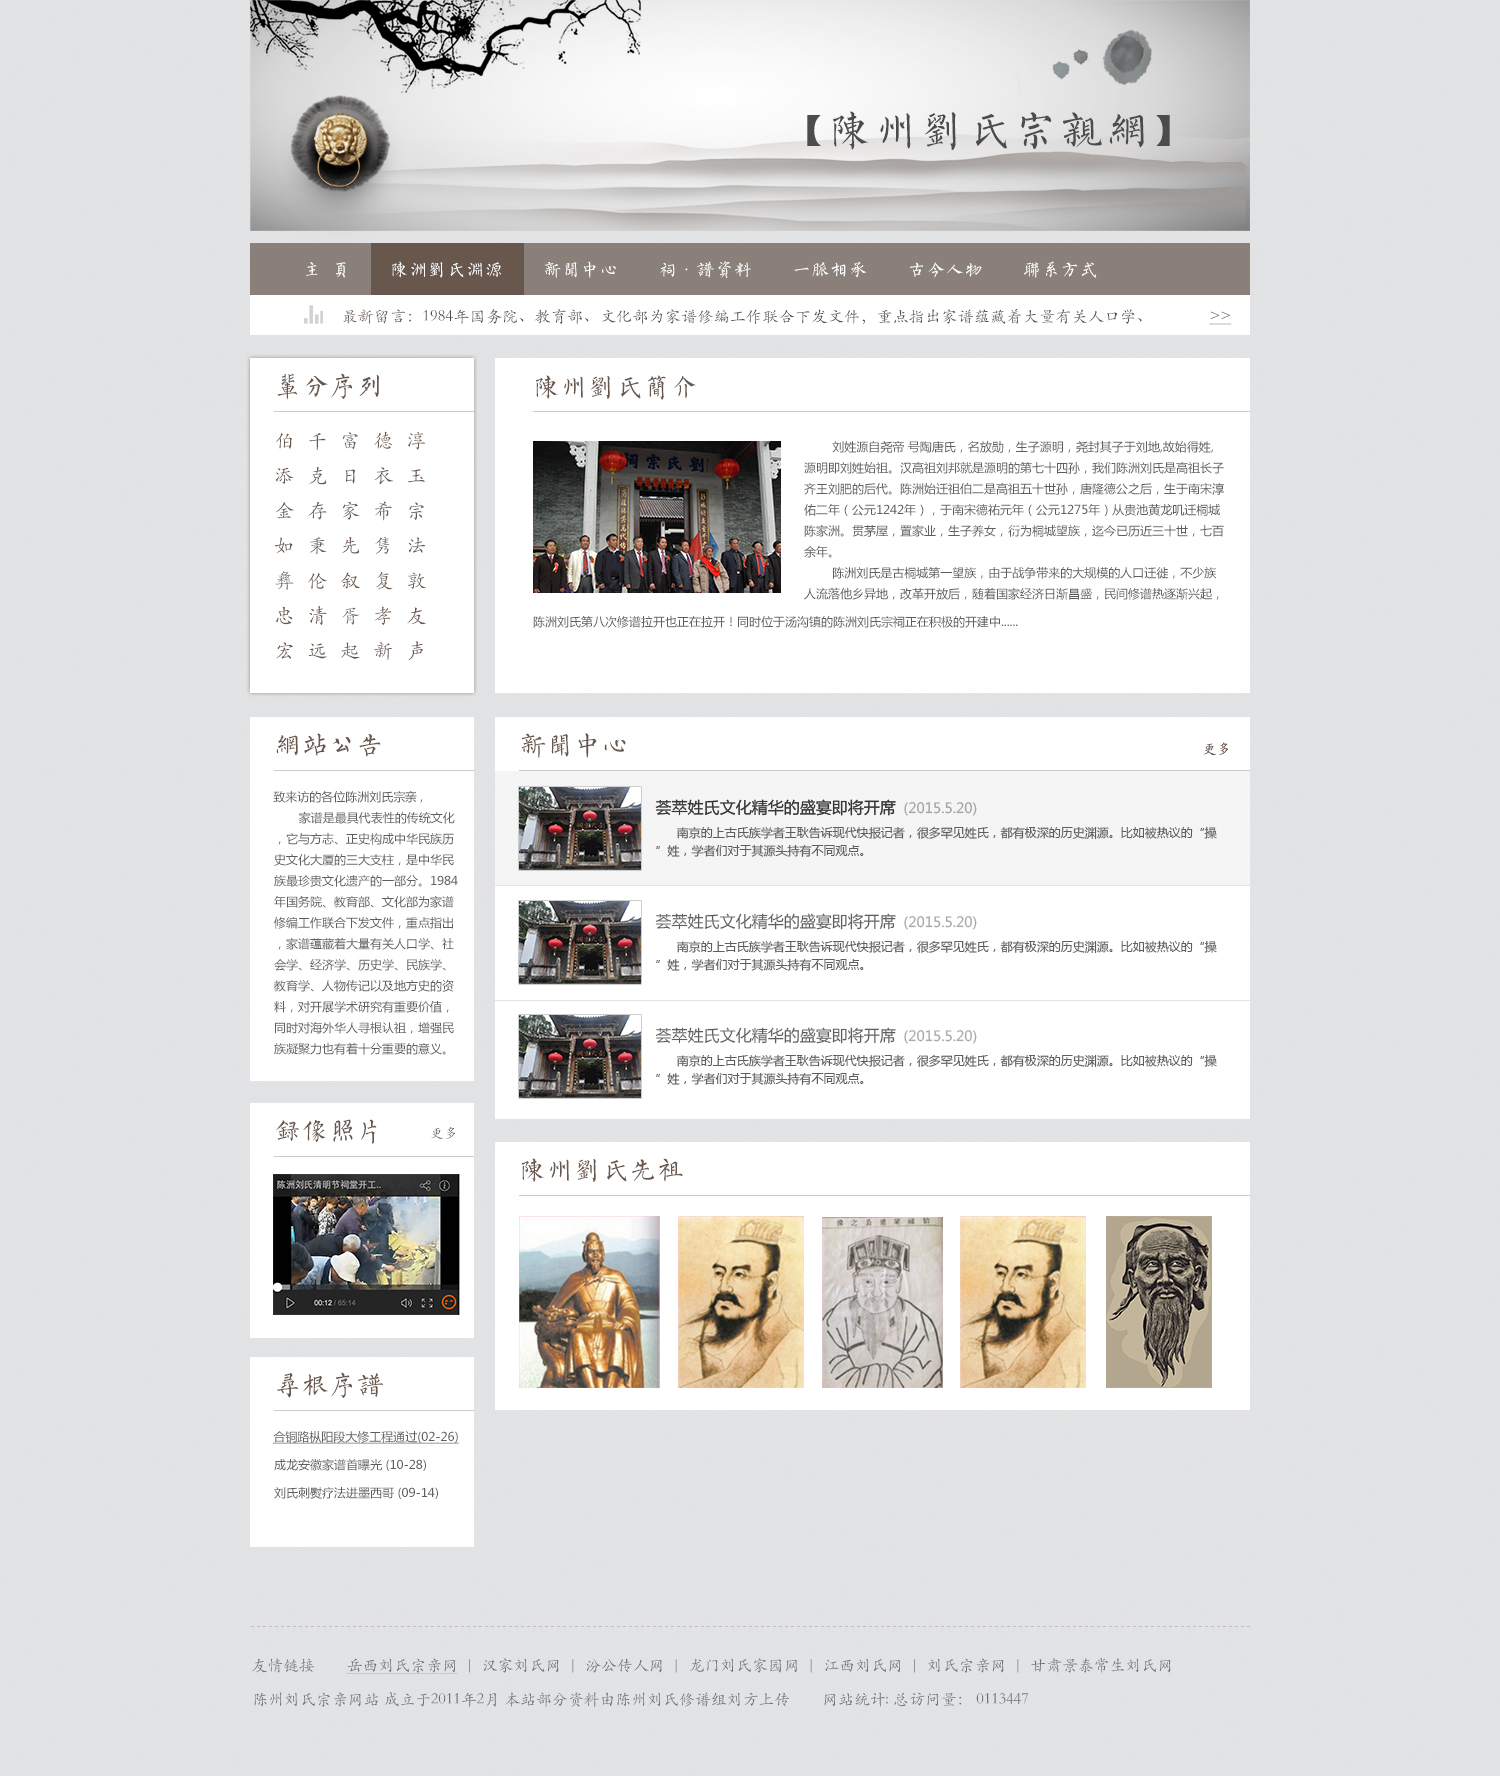 【陳州劉氏宗親網】
主 頁 陳洲劉氏淵源 新聞中心 祠·譜資料 一脈相承 古今人物 聯系方式
最新留言：1984年国务院、教育部、文化部为家谱修编工作联合下发文件，重点指出家谱蕴藏着大量有关人口学、 >>
輩分序列
伯 千 富 德 淳
添 克 日 衣 玉
金 存 家 希 宗
如 秉 先 隽 法
彝 伦 叙 复 敦
忠 清 胥 孝 友
宏 远 起 新 声
陳州劉氏簡介
劉氏宗祠
刘姓源自尧帝 号陶唐氏，名放勋，生子源明，尧封其子于刘地,故始得姓,
源明即刘姓始祖。汉高祖刘邦就是源明的第七十四孙，我们陈洲刘氏是高祖长子
齐王刘肥的后代。陈洲始迁祖伯二是高祖五十世孙，唐隆德公之后，生于南宋淳
佑二年（公元1242年），于南宋德祐元年（公元1275年）从贵池黄龙叽迁桐城
陈家洲。贯茅屋，置家业，生子养女，衍为桐城望族，迄今已历近三十世，七百
余年。
陈洲刘氏是古桐城第一望族，由于战争带来的大规模的人口迁徙，不少族
人流落他乡异地，改革开放后，随着国家经济日渐昌盛，民间修谱热逐渐兴起，
陈洲刘氏第八次修谱拉开也正在拉开！同时位于汤沟镇的陈洲刘氏宗祠正在积极的开建中......
網站公告
致来访的各位陈洲刘氏宗亲，
家谱是最具代表性的传统文化
，它与方志、正史构成中华民族历
史文化大厦的三大支柱，是中华民
族最珍贵文化遗产的一部分。1984
年国务院、教育部、文化部为家谱
修编工作联合下发文件，重点指出
，家谱蕴藏着大量有关人口学、社
会学、经济学、历史学、民族学、
教育学、人物传记以及地方史的资
料，对开展学术研究有重要价值，
同时对海外华人寻根认祖，增强民
族凝聚力也有着十分重要的意义。
新聞中心 更多
荟萃姓氏文化精华的盛宴即将开席 (2015.5.20)
南京的上古氏族学者王耿告诉现代快报记者，很多罕见姓氏，都有极深的历史渊源。比如被热议的“操
”姓，学者们对于其源头持有不同观点。
荟萃姓氏文化精华的盛宴即将开席 (2015.5.20)
南京的上古氏族学者王耿告诉现代快报记者，很多罕见姓氏，都有极深的历史渊源。比如被热议的“操
”姓，学者们对于其源头持有不同观点。
荟萃姓氏文化精华的盛宴即将开席 (2015.5.20)
南京的上古氏族学者王耿告诉现代快报记者，很多罕见姓氏，都有极深的历史渊源。比如被热议的“操
”姓，学者们对于其源头持有不同观点。
録像照片 更多
陈洲刘氏清明节祠堂开工..
00:12 / 65:14
陳州劉氏先祖
尋根序譜
合铜路枞阳段大修工程通过(02-26)
成龙安徽家谱首曝光 (10-28)
刘氏刺熨疗法进墨西哥 (09-14)
友情链接 岳西刘氏宗亲网 | 汉家刘氏网 | 汾公传人网 | 龙门刘氏家园网 | 江西刘氏网 | 刘氏宗亲网 | 甘肃景泰常生刘氏网
陈州刘氏宗亲网站 成立于2011年2月 本站部分资料由陈州刘氏修谱组刘方上传 网站统计: 总访问量： 0113447